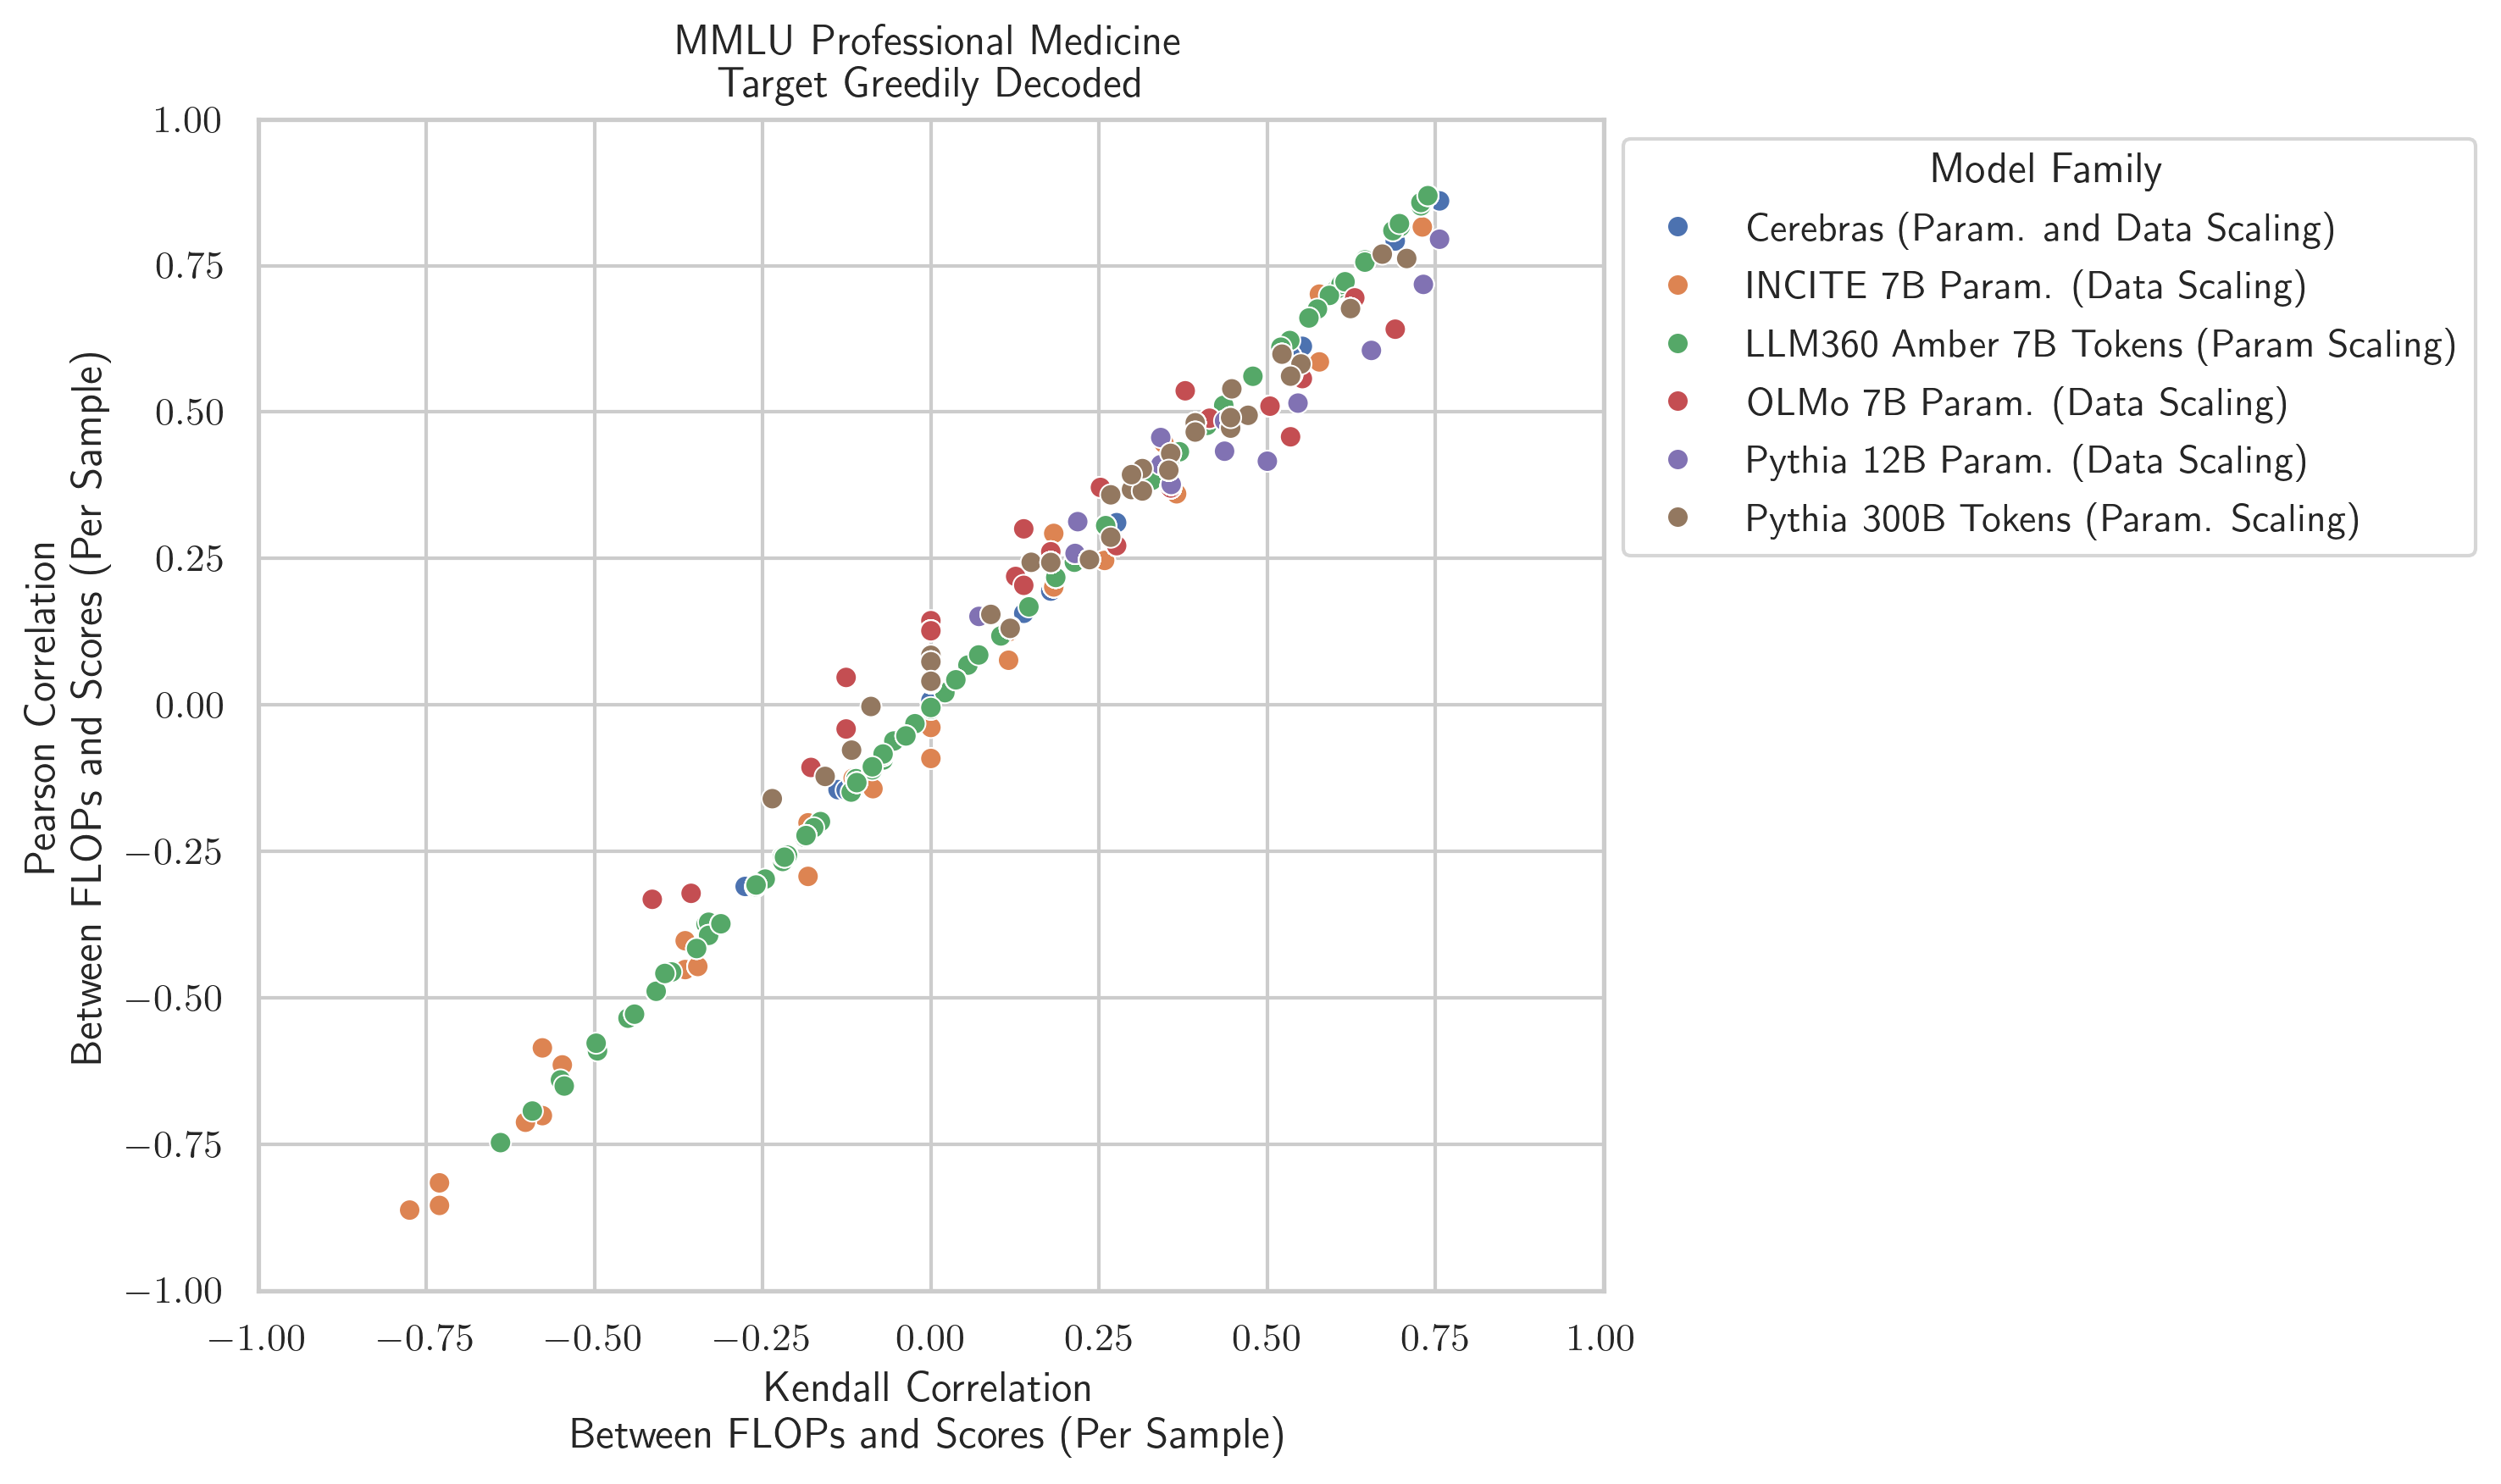 MMLU Professional Medicine
Target Greedily Decoded
Pearson Correlation
Between FLOPs and Scores (Per Sample)
1.00
0.75
0.50
0.25
0.00
−0.25
−0.50
−0.75
−1.00
−1.00 −0.75 −0.50 −0.25 0.00 0.25 0.50 0.75 1.00
Kendall Correlation
Between FLOPs and Scores (Per Sample)
Model Family
Cerebras (Param. and Data Scaling)
INCITE 7B Param. (Data Scaling)
LLM360 Amber 7B Tokens (Param Scaling)
OLMo 7B Param. (Data Scaling)
Pythia 12B Param. (Data Scaling)
Pythia 300B Tokens (Param. Scaling)